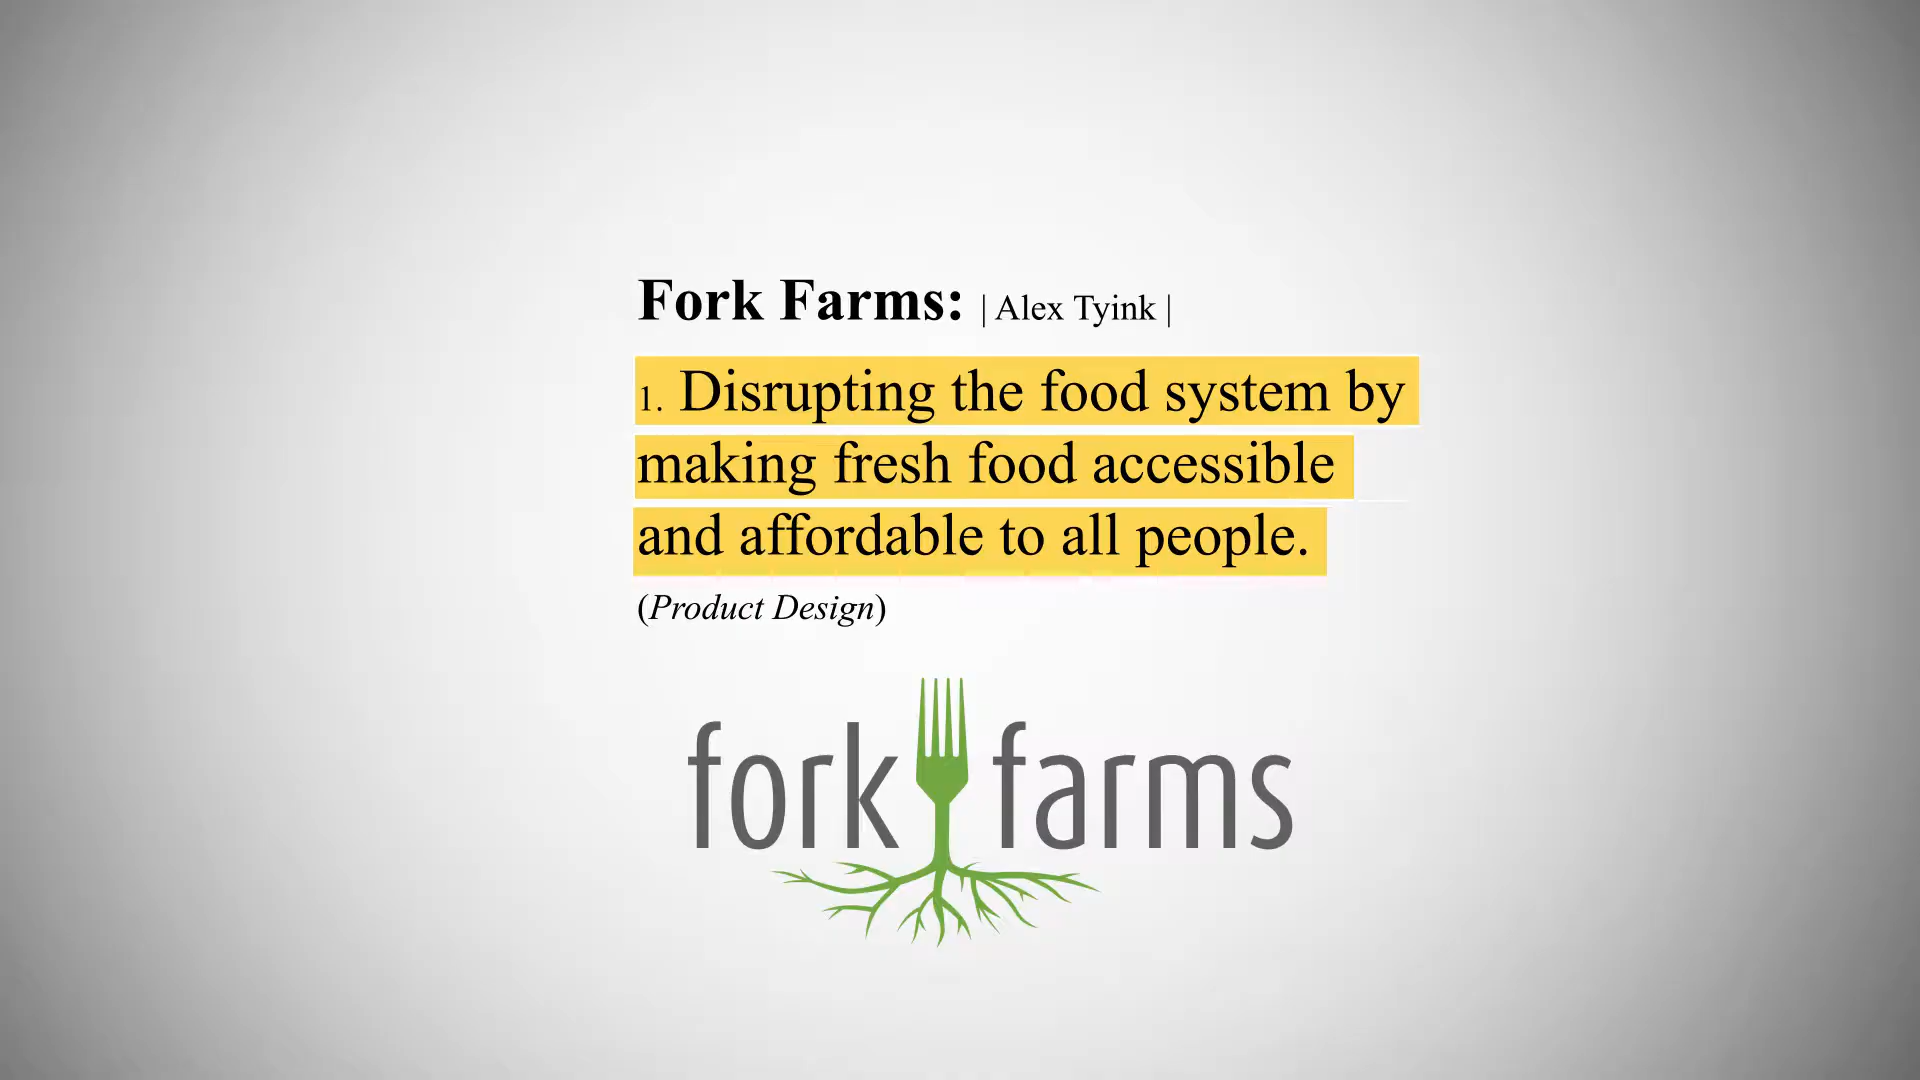 Fork Farms: | Alex Tyink |
1. Disrupting the food system by
making fresh food accessible
and affordable to all people.
(Product Design)
fork farms